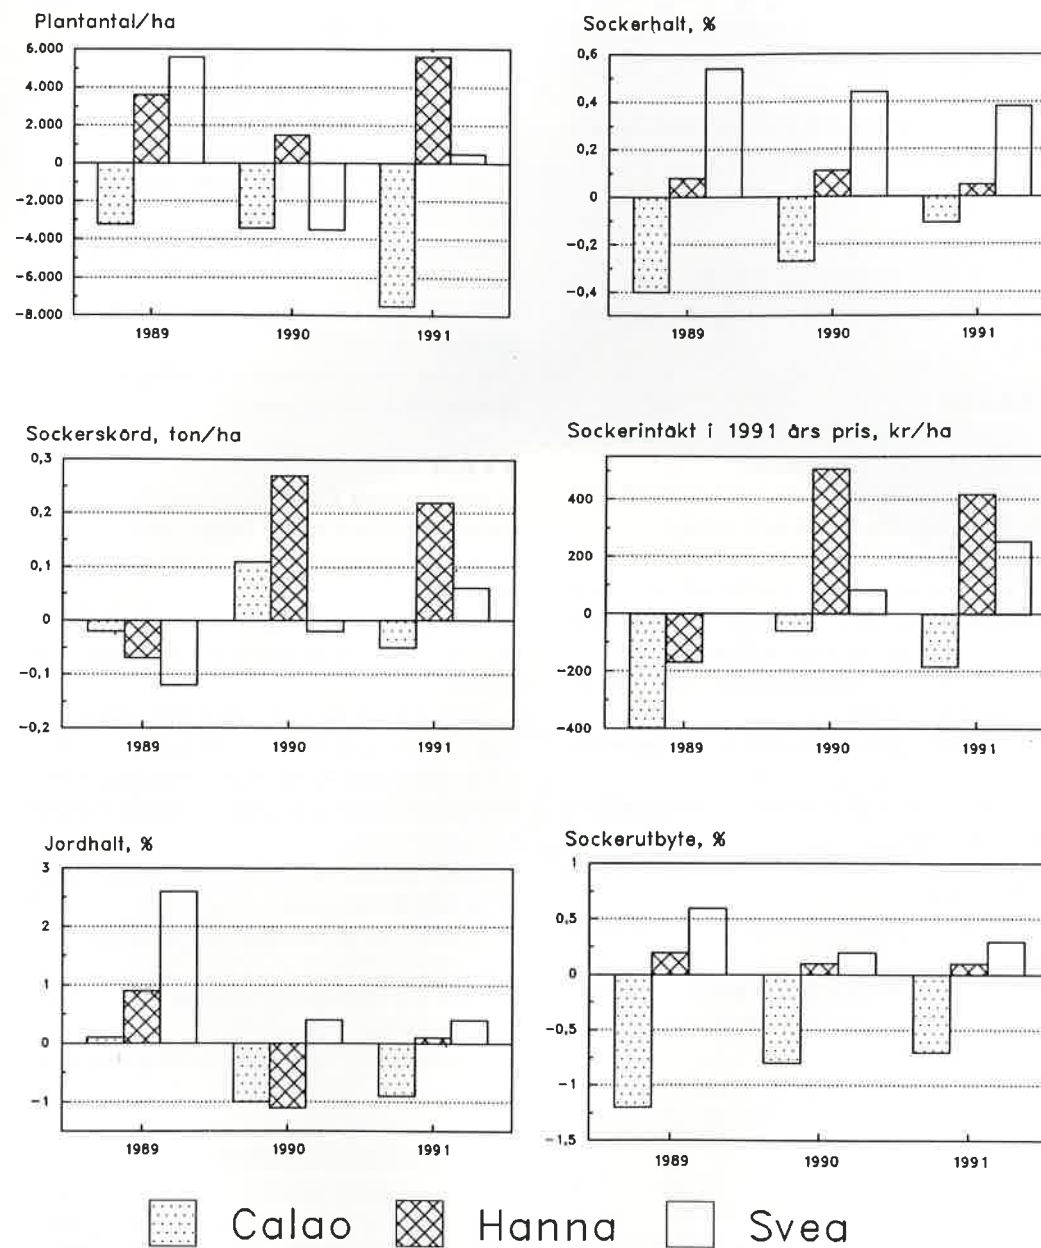 Plantantal/ha
6.000
4.000
2.000
0
-2.000
-4.000
-6.000
-8.000
1989 1990 1991
Sockerhalt, %
0,6
0,4
0,2
0
-0,2
-0,4
1989 1990 1991
Sockerskörd, ton/ha
0,3
0,2
0,1
0
-0,1
-0,2
1989 1990 1991
Sockerintäkt i 1991 års pris, kr/ha
400
200
0
-200
-400
1989 1990 1991
Jordhalt, %
3
2
1
0
-1
1989 1990 1991
Sockerutbyte, %
1
0,5
0
-0,5
-1
-1,5
1989 1990 1991
Calao Hanna Svea